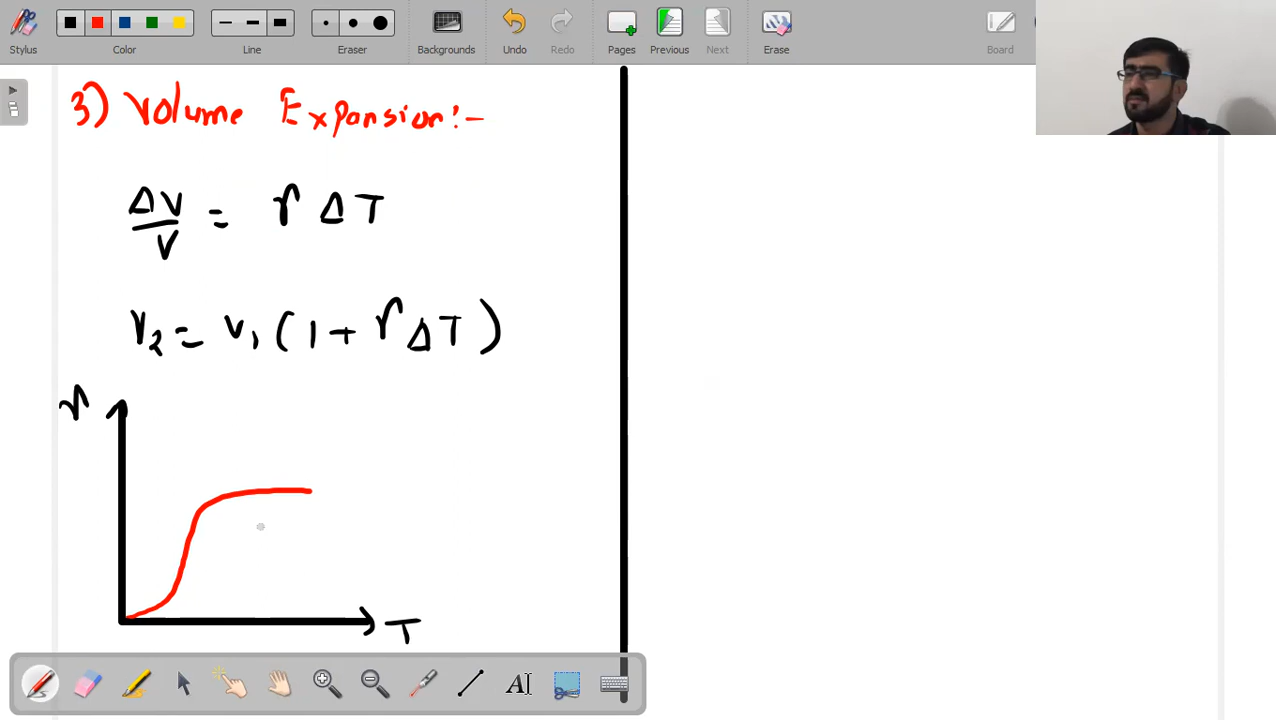 Stylus Color Line Eraser Backgrounds Undo Redo Pages Previous Next Erase Board
3) Volume Expansion:-
ΔV/V = γ ΔT
V₂ = V₁ (1 + γ ΔT)
γ
T